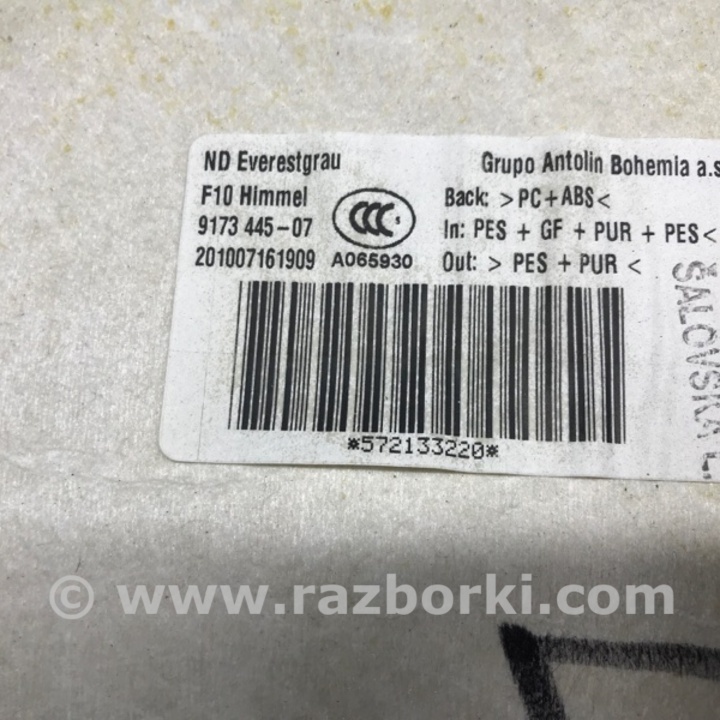 ND Everestgrau
F10 Himmel
9173 445-07
201007161909
CCC S
A065930
Grupo Antolin Bohemia a.s
Back: >PC+ABS<
In: PES + GF + PUR + PES<
Out: > PES + PUR <
*572133220*
© www.razborki.com